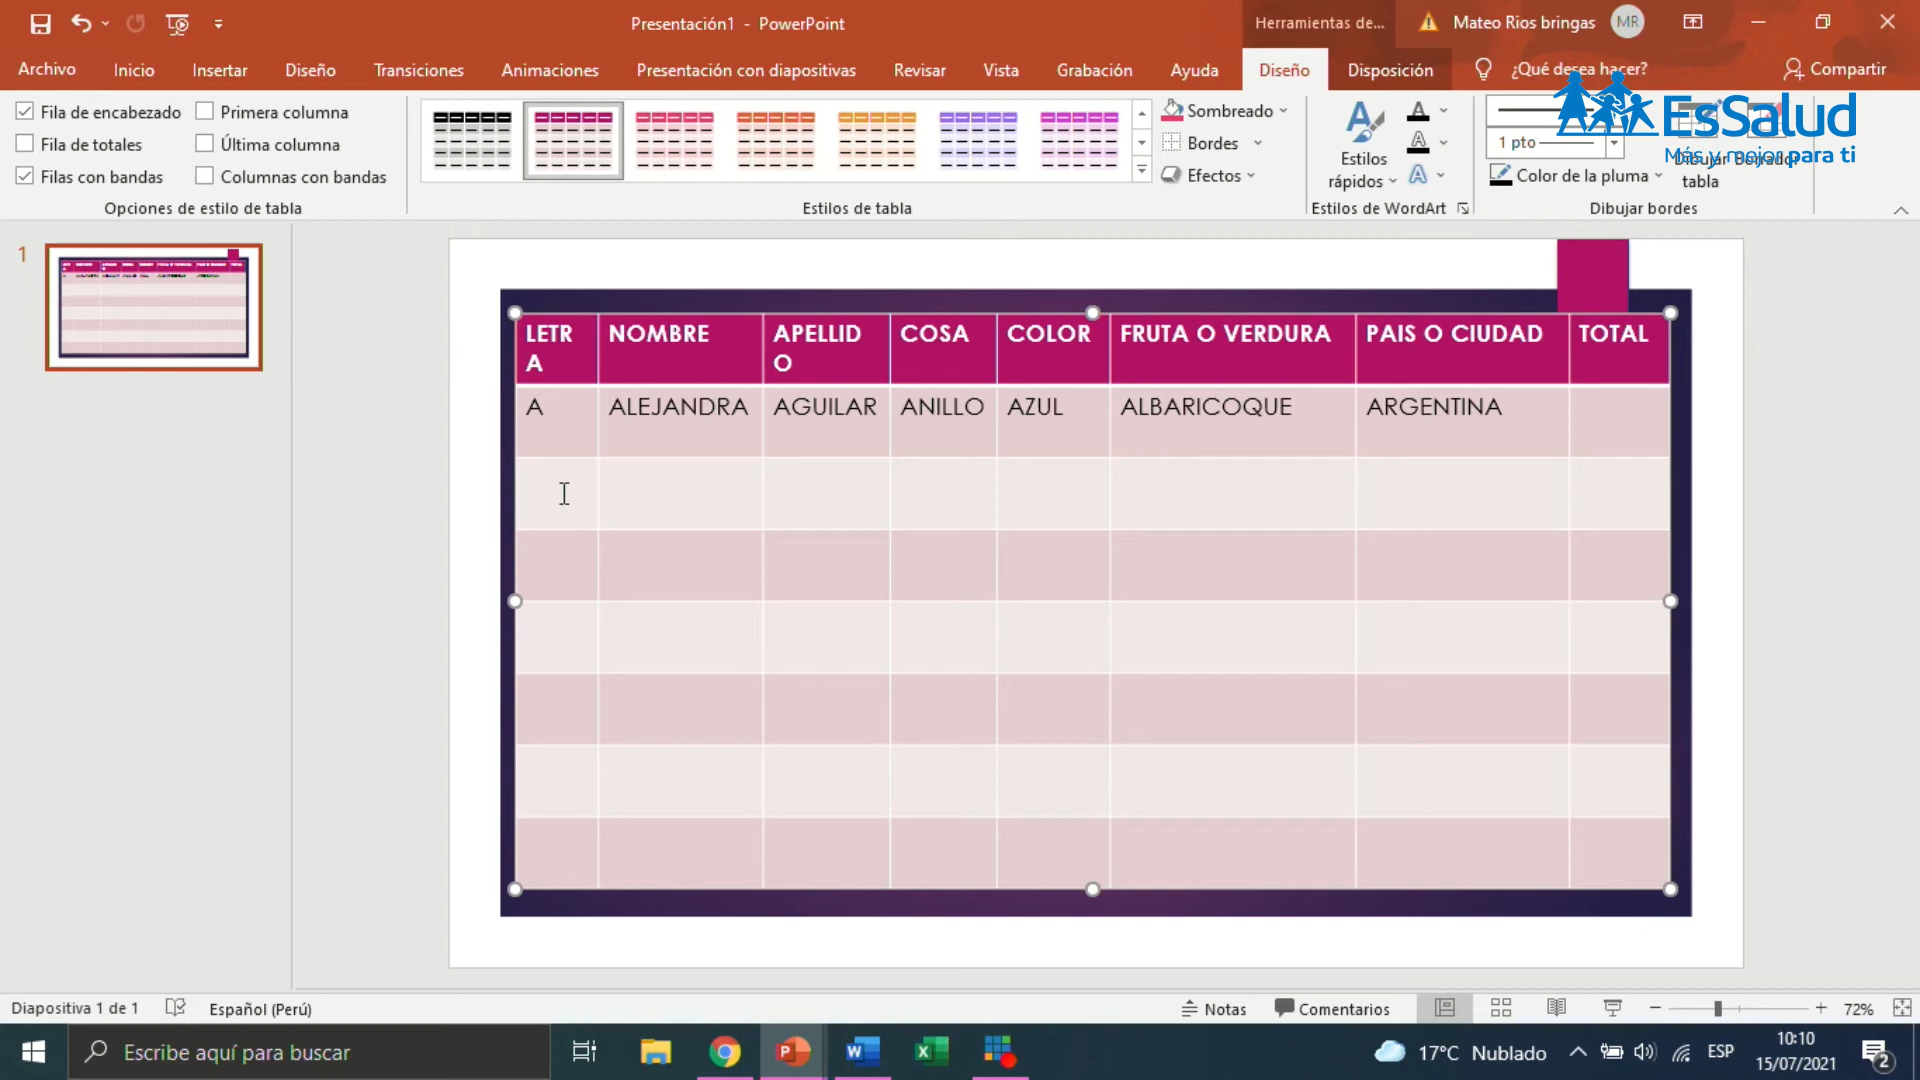 Presentación1 - PowerPoint
Herramientas de...
Mateo Rios bringas
MR
Archivo
Inicio
Insertar
Diseño
Transiciones
Animaciones
Presentación con diapositivas
Revisar
Vista
Grabación
Ayuda
Diseño
Disposición
¿Qué desea hacer?
Compartir
Fila de encabezado
Primera columna
Fila de totales
Última columna
Filas con bandas
Columnas con bandas
Opciones de estilo de tabla
Estilos de tabla
Sombreado
Bordes
Efectos
Estilos
rápidos
Estilos de WordArt
1 pto
Color de la pluma
Dibujar
tabla
Borrador
Dibujar bordes
EsSalud
Más y mejor para ti
1
LETR
A
NOMBRE
APELLID
O
COSA
COLOR
FRUTA O VERDURA
PAIS O CIUDAD
TOTAL
A
ALEJANDRA
AGUILAR
ANILLO
AZUL
ALBARICOQUE
ARGENTINA
Diapositiva 1 de 1
Español (Perú)
Notas
Comentarios
72%
Escribe aquí para buscar
17°C Nublado
ESP
10:10
15/07/2021
2